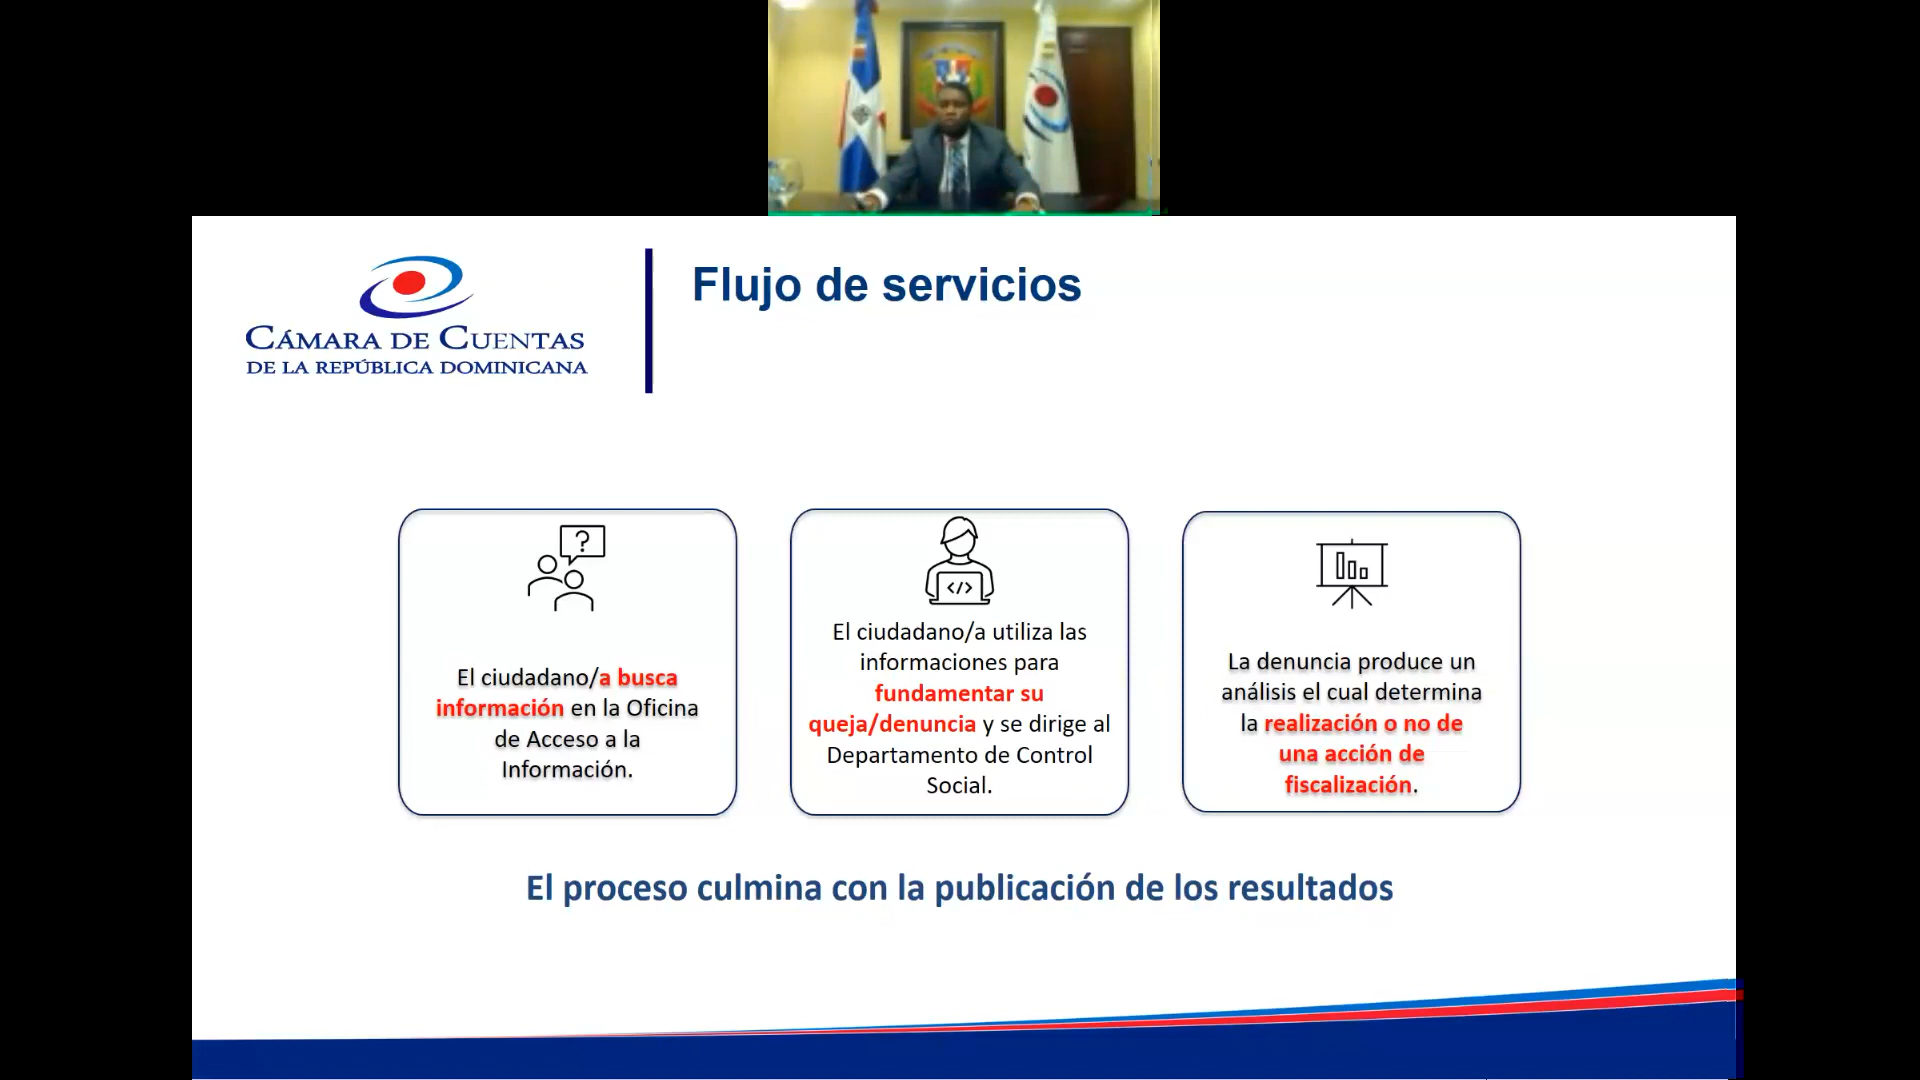 Flujo de servicios
CÁMARA DE CUENTAS
DE LA REPÚBLICA DOMINICANA
?
El ciudadano/a busca
información en la Oficina
de Acceso a la
Información.
</>
El ciudadano/a utiliza las
informaciones para
fundamentar su
queja/denuncia y se dirige al
Departamento de Control
Social.
La denuncia produce un
análisis el cual determina
la realización o no de
una acción de
fiscalización.
El proceso culmina con la publicación de los resultados